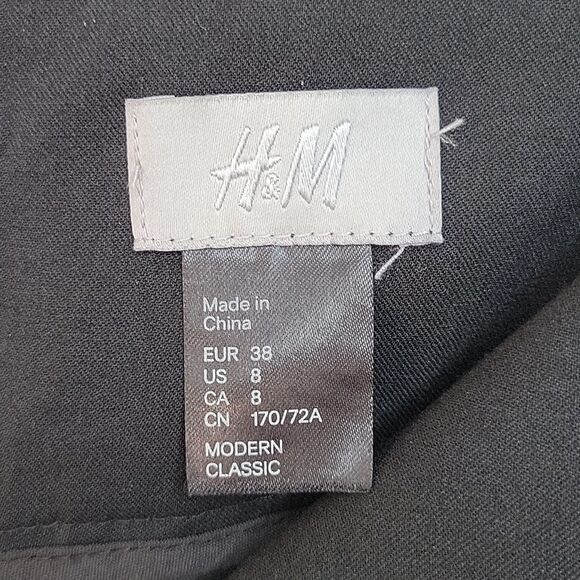 H&M
Made in
China
EUR 38
US 8
CA 8
CN 170/72A
MODERN
CLASSIC